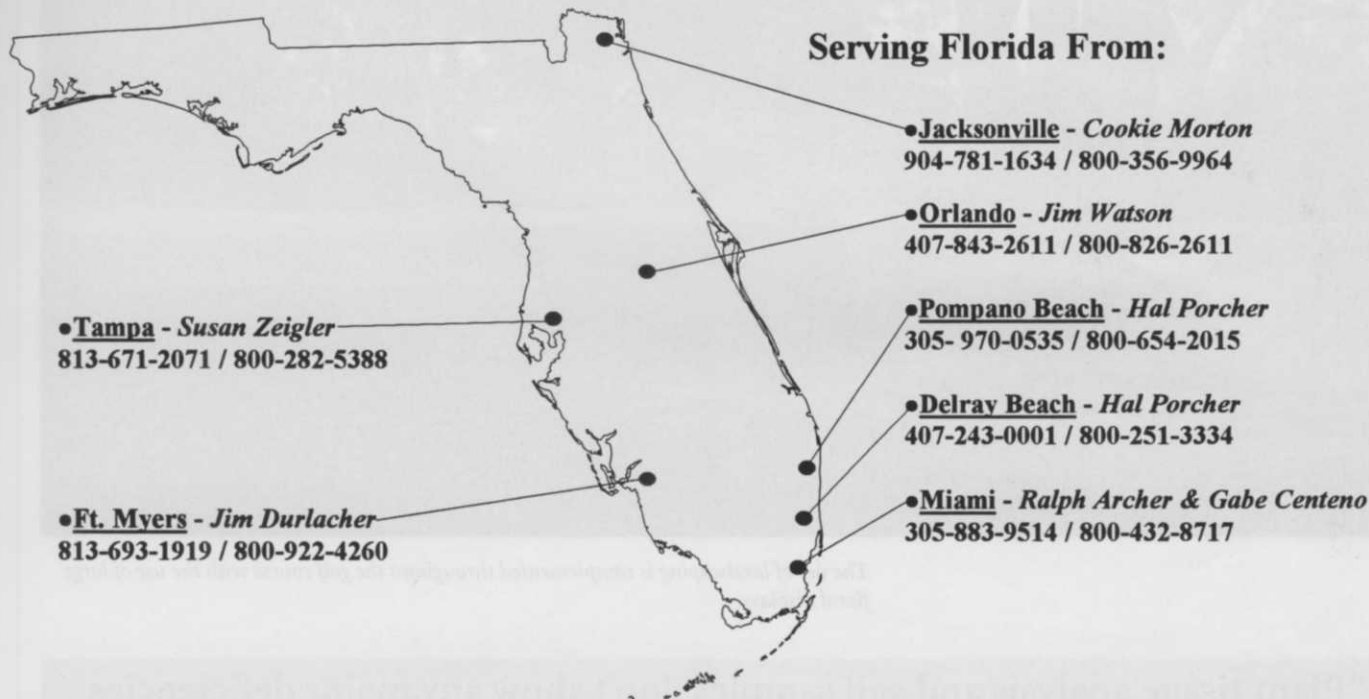 Serving Florida From:
●Jacksonville - Cookie Morton
904-781-1634 / 800-356-9964
●Orlando - Jim Watson
407-843-2611 / 800-826-2611
●Pompano Beach - Hal Porcher
305- 970-0535 / 800-654-2015
●Delray Beach - Hal Porcher
407-243-0001 / 800-251-3334
●Miami - Ralph Archer & Gabe Centeno
305-883-9514 / 800-432-8717
●Tampa - Susan Zeigler
813-671-2071 / 800-282-5388
●Ft. Myers - Jim Durlacher
813-693-1919 / 800-922-4260